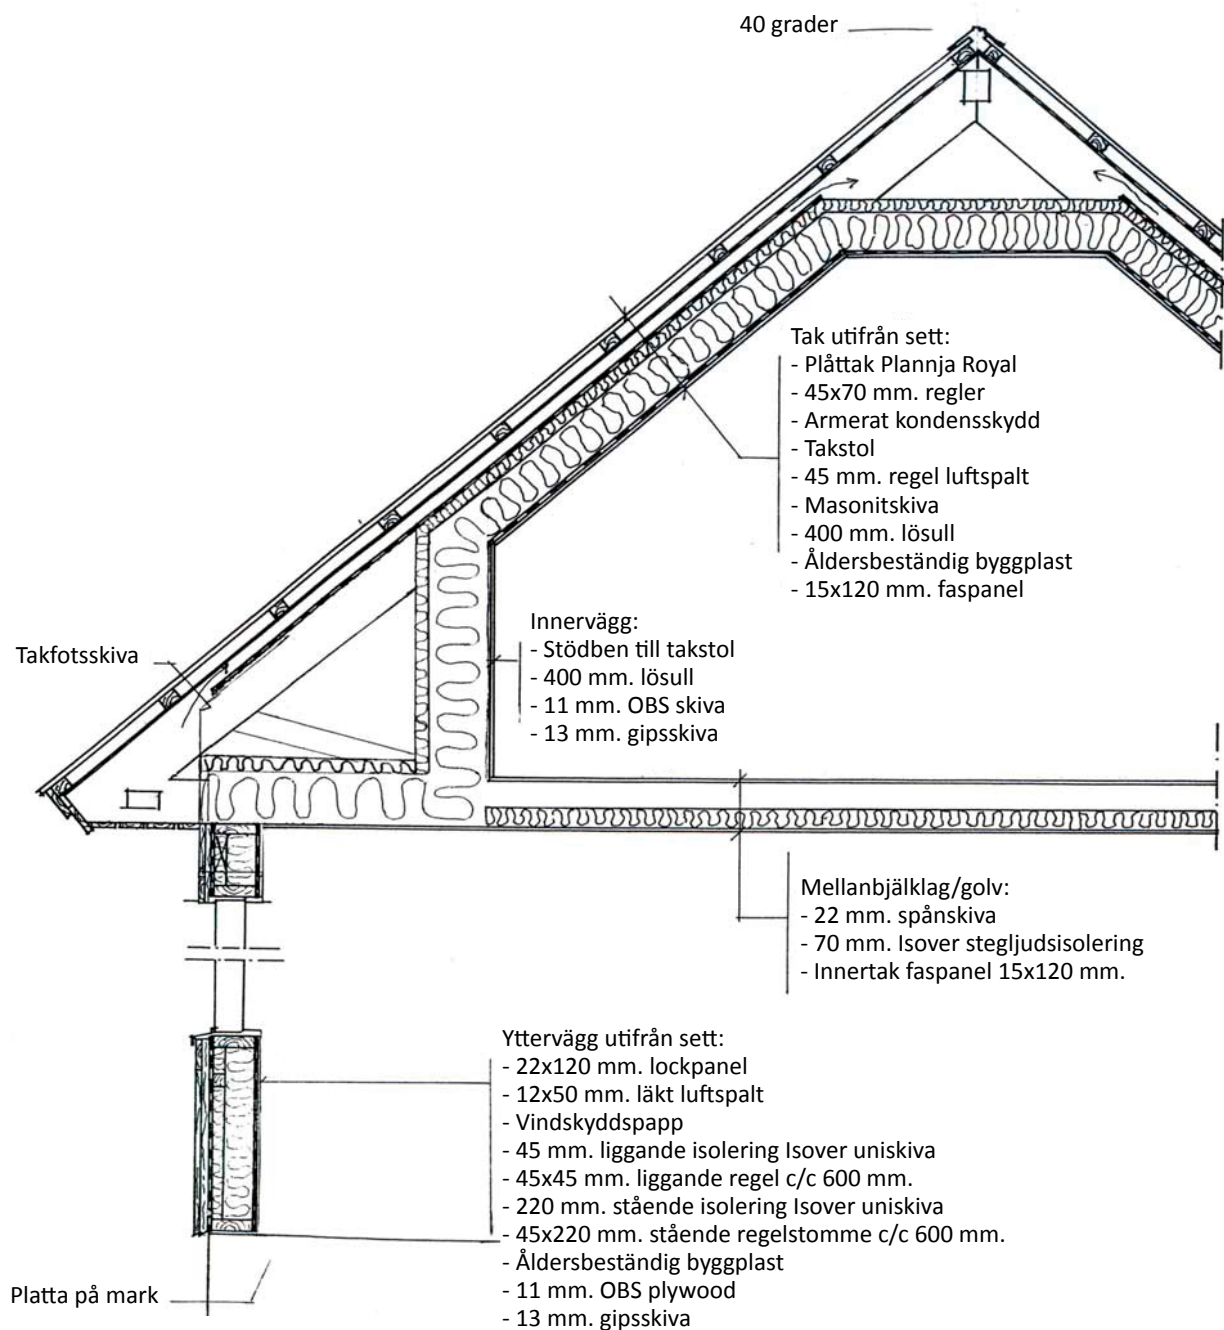 40 grader
Tak utifrån sett:
- Plåttak Plannja Royal
- 45x70 mm. regler
- Armerat kondensskydd
- Takstol
- 45 mm. regel luftspalt
- Masonitskiva
- 400 mm. lösull
- Åldersbeständig byggplast
- 15x120 mm. faspanel
Innervägg:
- Stödben till takstol
- 400 mm. lösull
- 11 mm. OBS skiva
- 13 mm. gipsskiva
Takfotsskiva
Mellanbjälklag/golv:
- 22 mm. spånskiva
- 70 mm. Isover stegljudsisolering
- Innertak faspanel 15x120 mm.
Yttervägg utifrån sett:
- 22x120 mm. lockpanel
- 12x50 mm. läkt luftspalt
- Vindskyddspapp
- 45 mm. liggande isolering Isover uniskiva
- 45x45 mm. liggande regel c/c 600 mm.
- 220 mm. stående isolering Isover uniskiva
- 45x220 mm. stående regelstomme c/c 600 mm.
- Åldersbeständig byggplast
- 11 mm. OBS plywood
- 13 mm. gipsskiva
Platta på mark